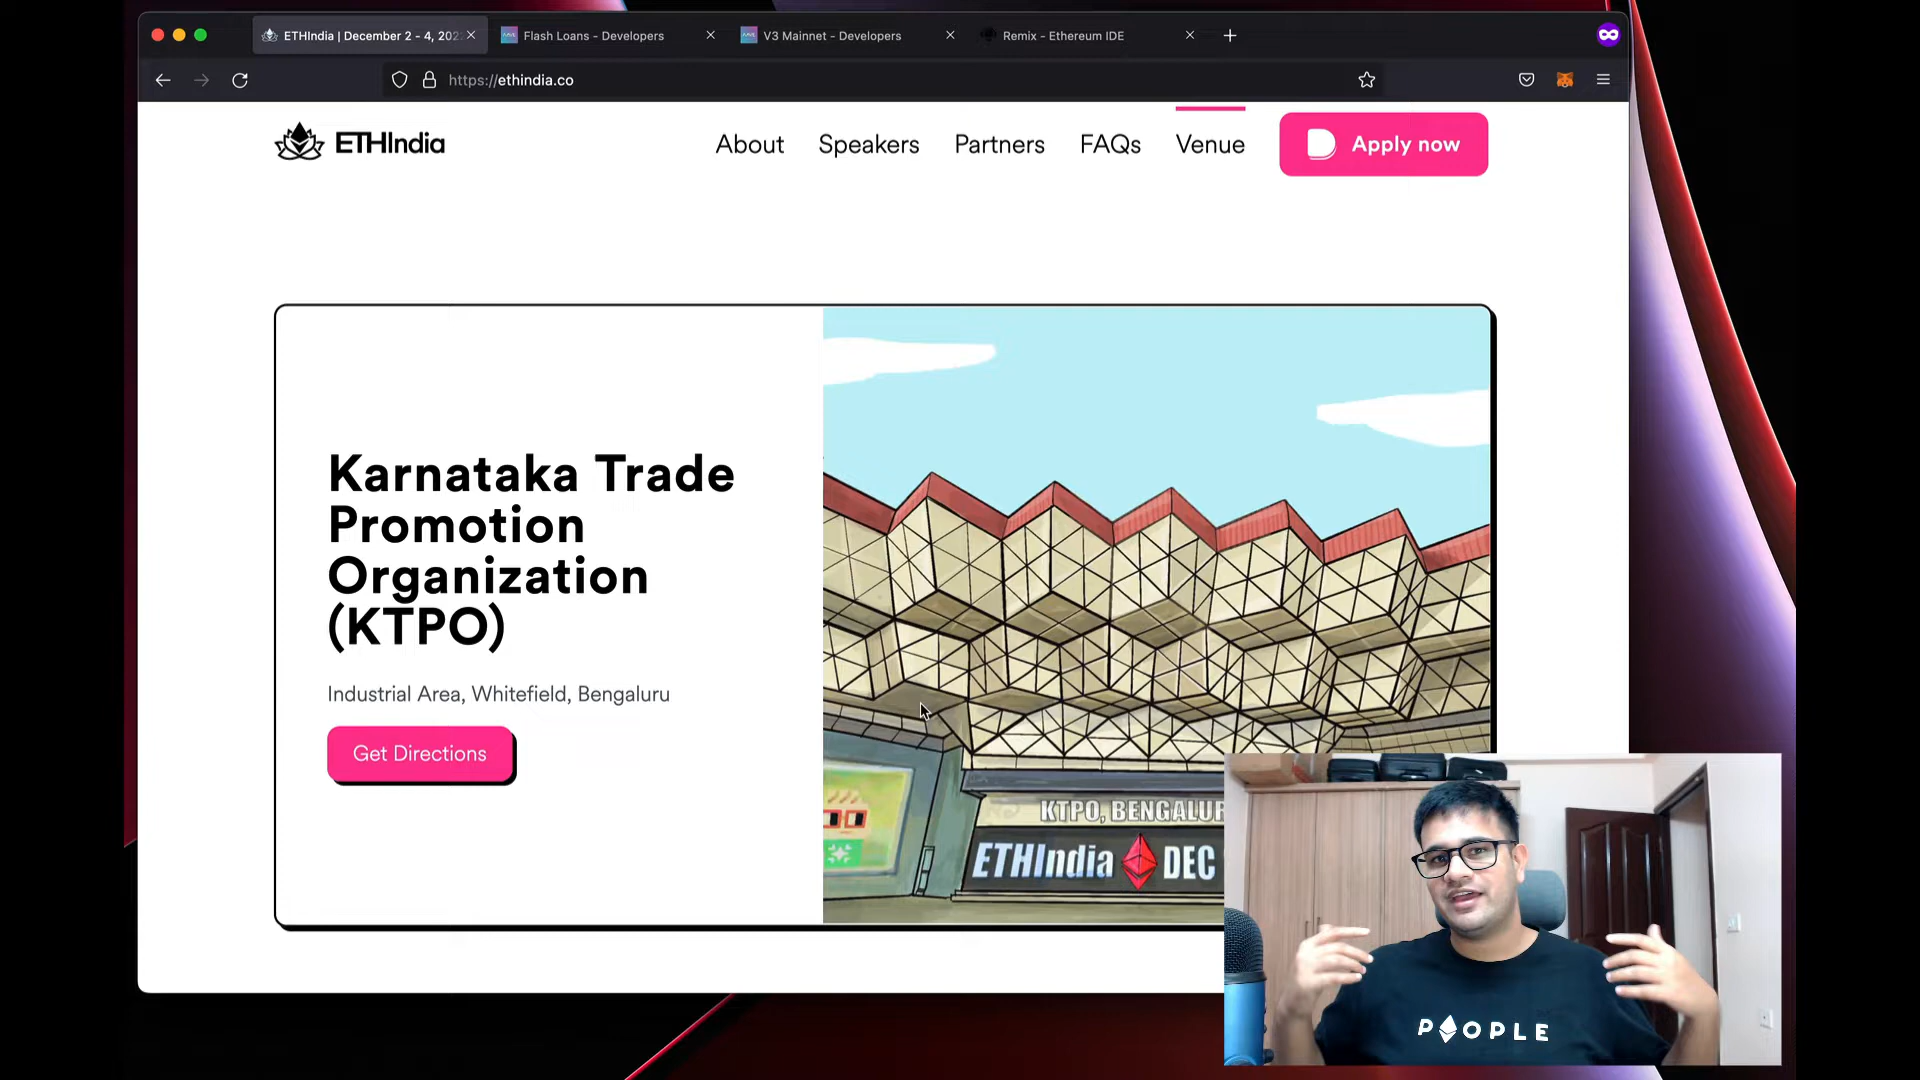 ETHIndia | December 2 - 4, 202
Flash Loans - Developers
V3 Mainnet - Developers
Remix - Ethereum IDE
https://ethindia.co
ETHIndia
About
Speakers
Partners
FAQs
Venue
Apply now
Karnataka Trade
Promotion
Organization
(KTPO)
Industrial Area, Whitefield, Bengaluru
Get Directions
KTPO, BENGALUR
ETHIndia DEC
POPLE